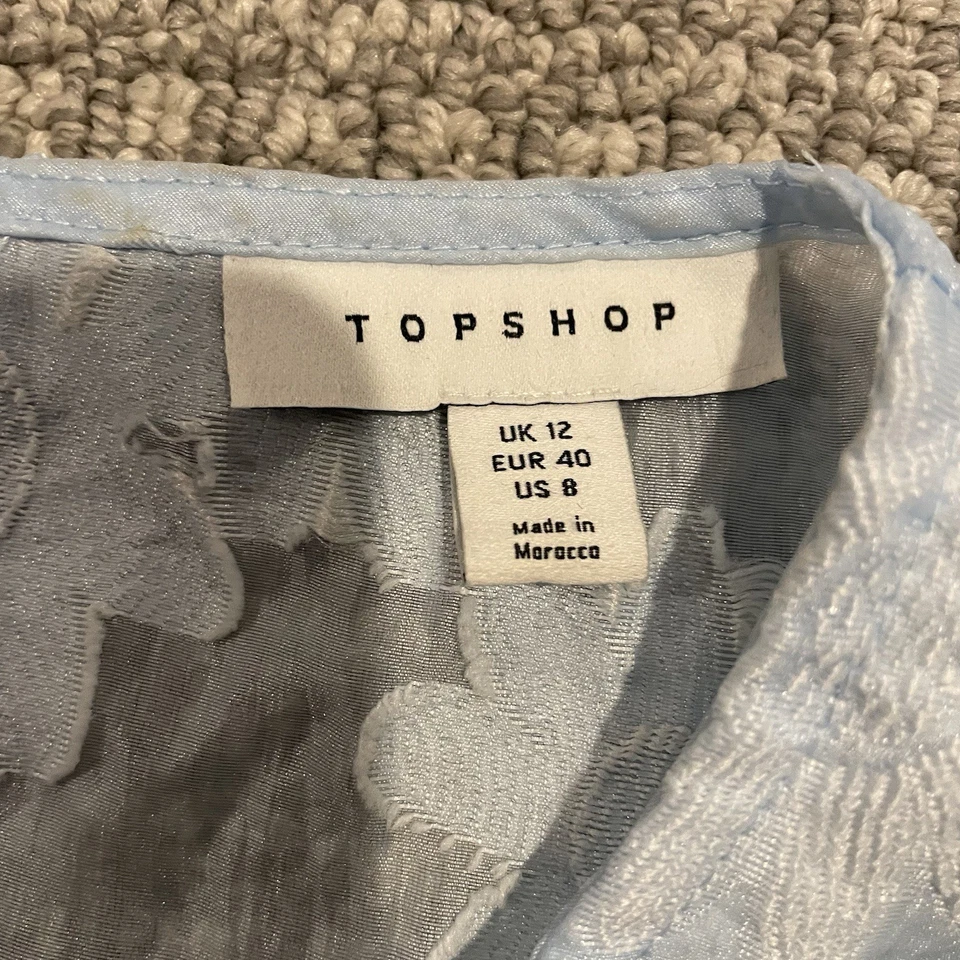 TOPSHOP
UK 12
EUR 40
US 8
Made in
Morocco